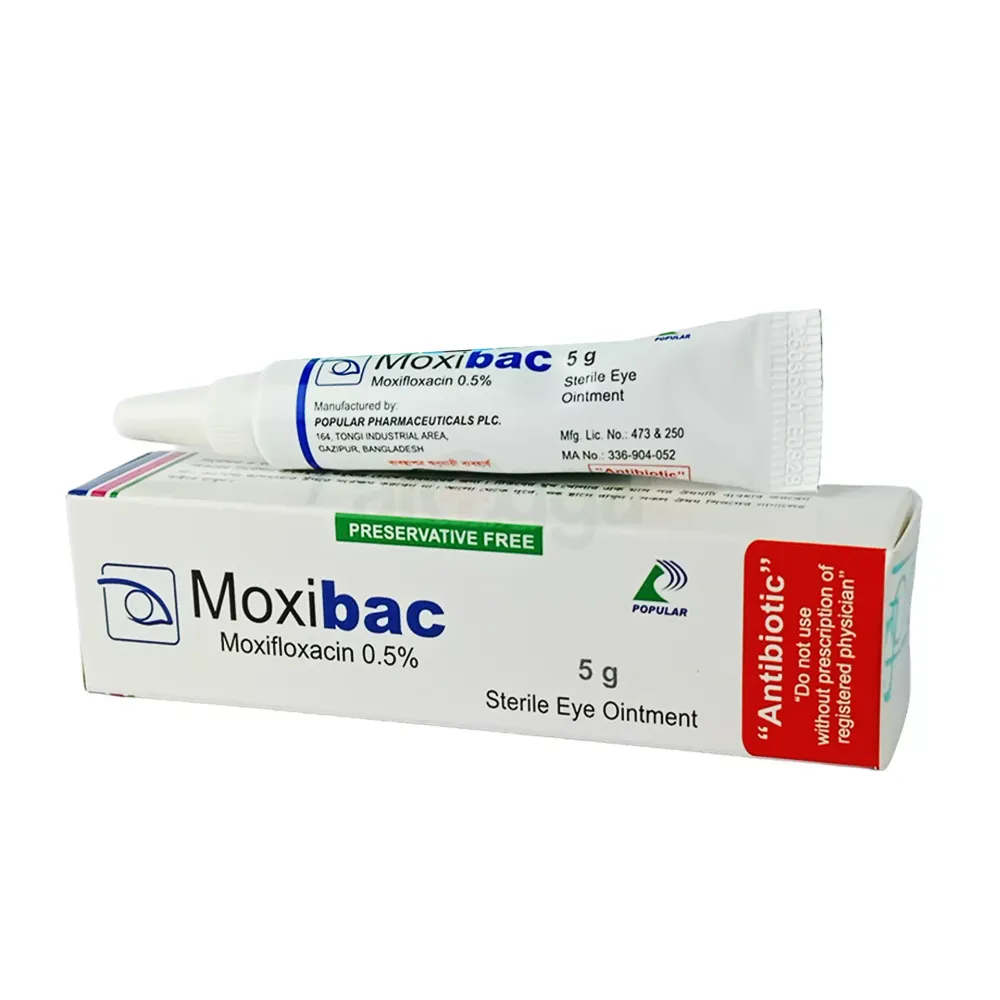 Moxibac 5 g
Moxifloxacin 0.5%
Sterile Eye
Ointment
POPULAR
Manufactured by:
POPULAR PHARMACEUTICALS PLC.
164, TONGI INDUSTRIAL AREA,
GAZIPUR, BANGLADESH
Mfg. Lic. No.: 473 & 250
MA No.: 336-904-052
"Antibiotic"
PRESERVATIVE FREE
Moxibac
Moxifloxacin 0.5%
POPULAR
5 g
Sterile Eye Ointment
"Antibiotic"
"Do not use
without prescription of
registered physician"